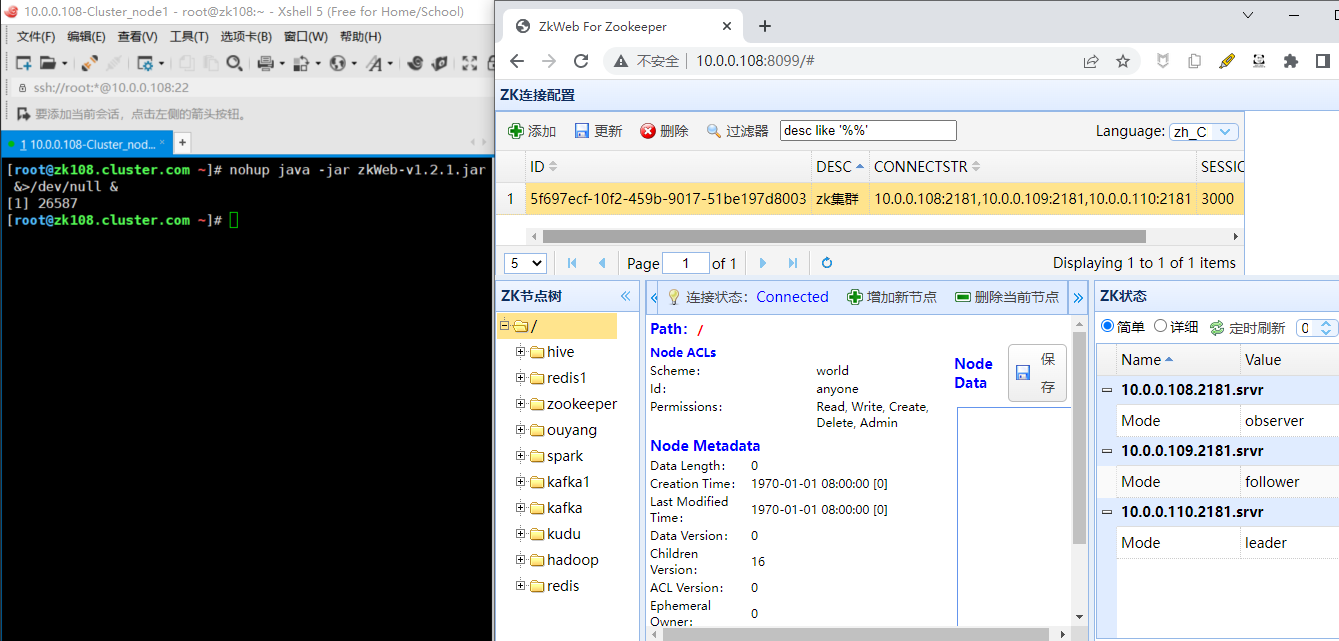 10.0.0.108-Cluster_node1 - root@zk108:~ - Xshell 5 (Free for Home/School)
文件(F) 编辑(E) 查看(V) 工具(T) 选项卡(B) 窗口(W) 帮助(H)
ssh://root:*@10.0.0.108:22
要添加当前会话，点击左侧的箭头按钮。
1 10.0.0.108-Cluster_nod...
[root@zk108.cluster.com ~]# nohup java -jar zkWeb-v1.2.1.jar
&>/dev/null &
[1] 26587
[root@zk108.cluster.com ~]#
ZkWeb For Zookeeper
不安全 10.0.0.108:8099/#
ZK连接配置
添加 更新 删除 过滤器 desc like '%%' Language: zh_C
ID DESC CONNECTSTR SESSIO
1 5f697ecf-10f2-459b-9017-51be197d8003 zk集群 10.0.0.108:2181,10.0.0.109:2181,10.0.0.110:2181 3000
5 Page 1 of 1 Displaying 1 to 1 of 1 items
ZK节点树
/
hive
redis1
zookeeper
ouyang
spark
kafka1
kafka
kudu
hadoop
redis
连接状态: Connected 增加新节点 删除当前节点
Path: /
Node ACLs
Scheme: world
Id: anyone
Permissions: Read, Write, Create,
Delete, Admin
Node Metadata
Data Length: 0
Creation Time: 1970-01-01 08:00:00 [0]
Last Modified
Time: 1970-01-01 08:00:00 [0]
Data Version: 0
Children
Version: 16
ACL Version: 0
Ephemeral
Owner: 0
Node
Data
保
存
ZK状态
简单 详细 定时刷新 0
Name Value
10.0.0.108.2181.srvr
Mode observer
10.0.0.109.2181.srvr
Mode follower
10.0.0.110.2181.srvr
Mode leader